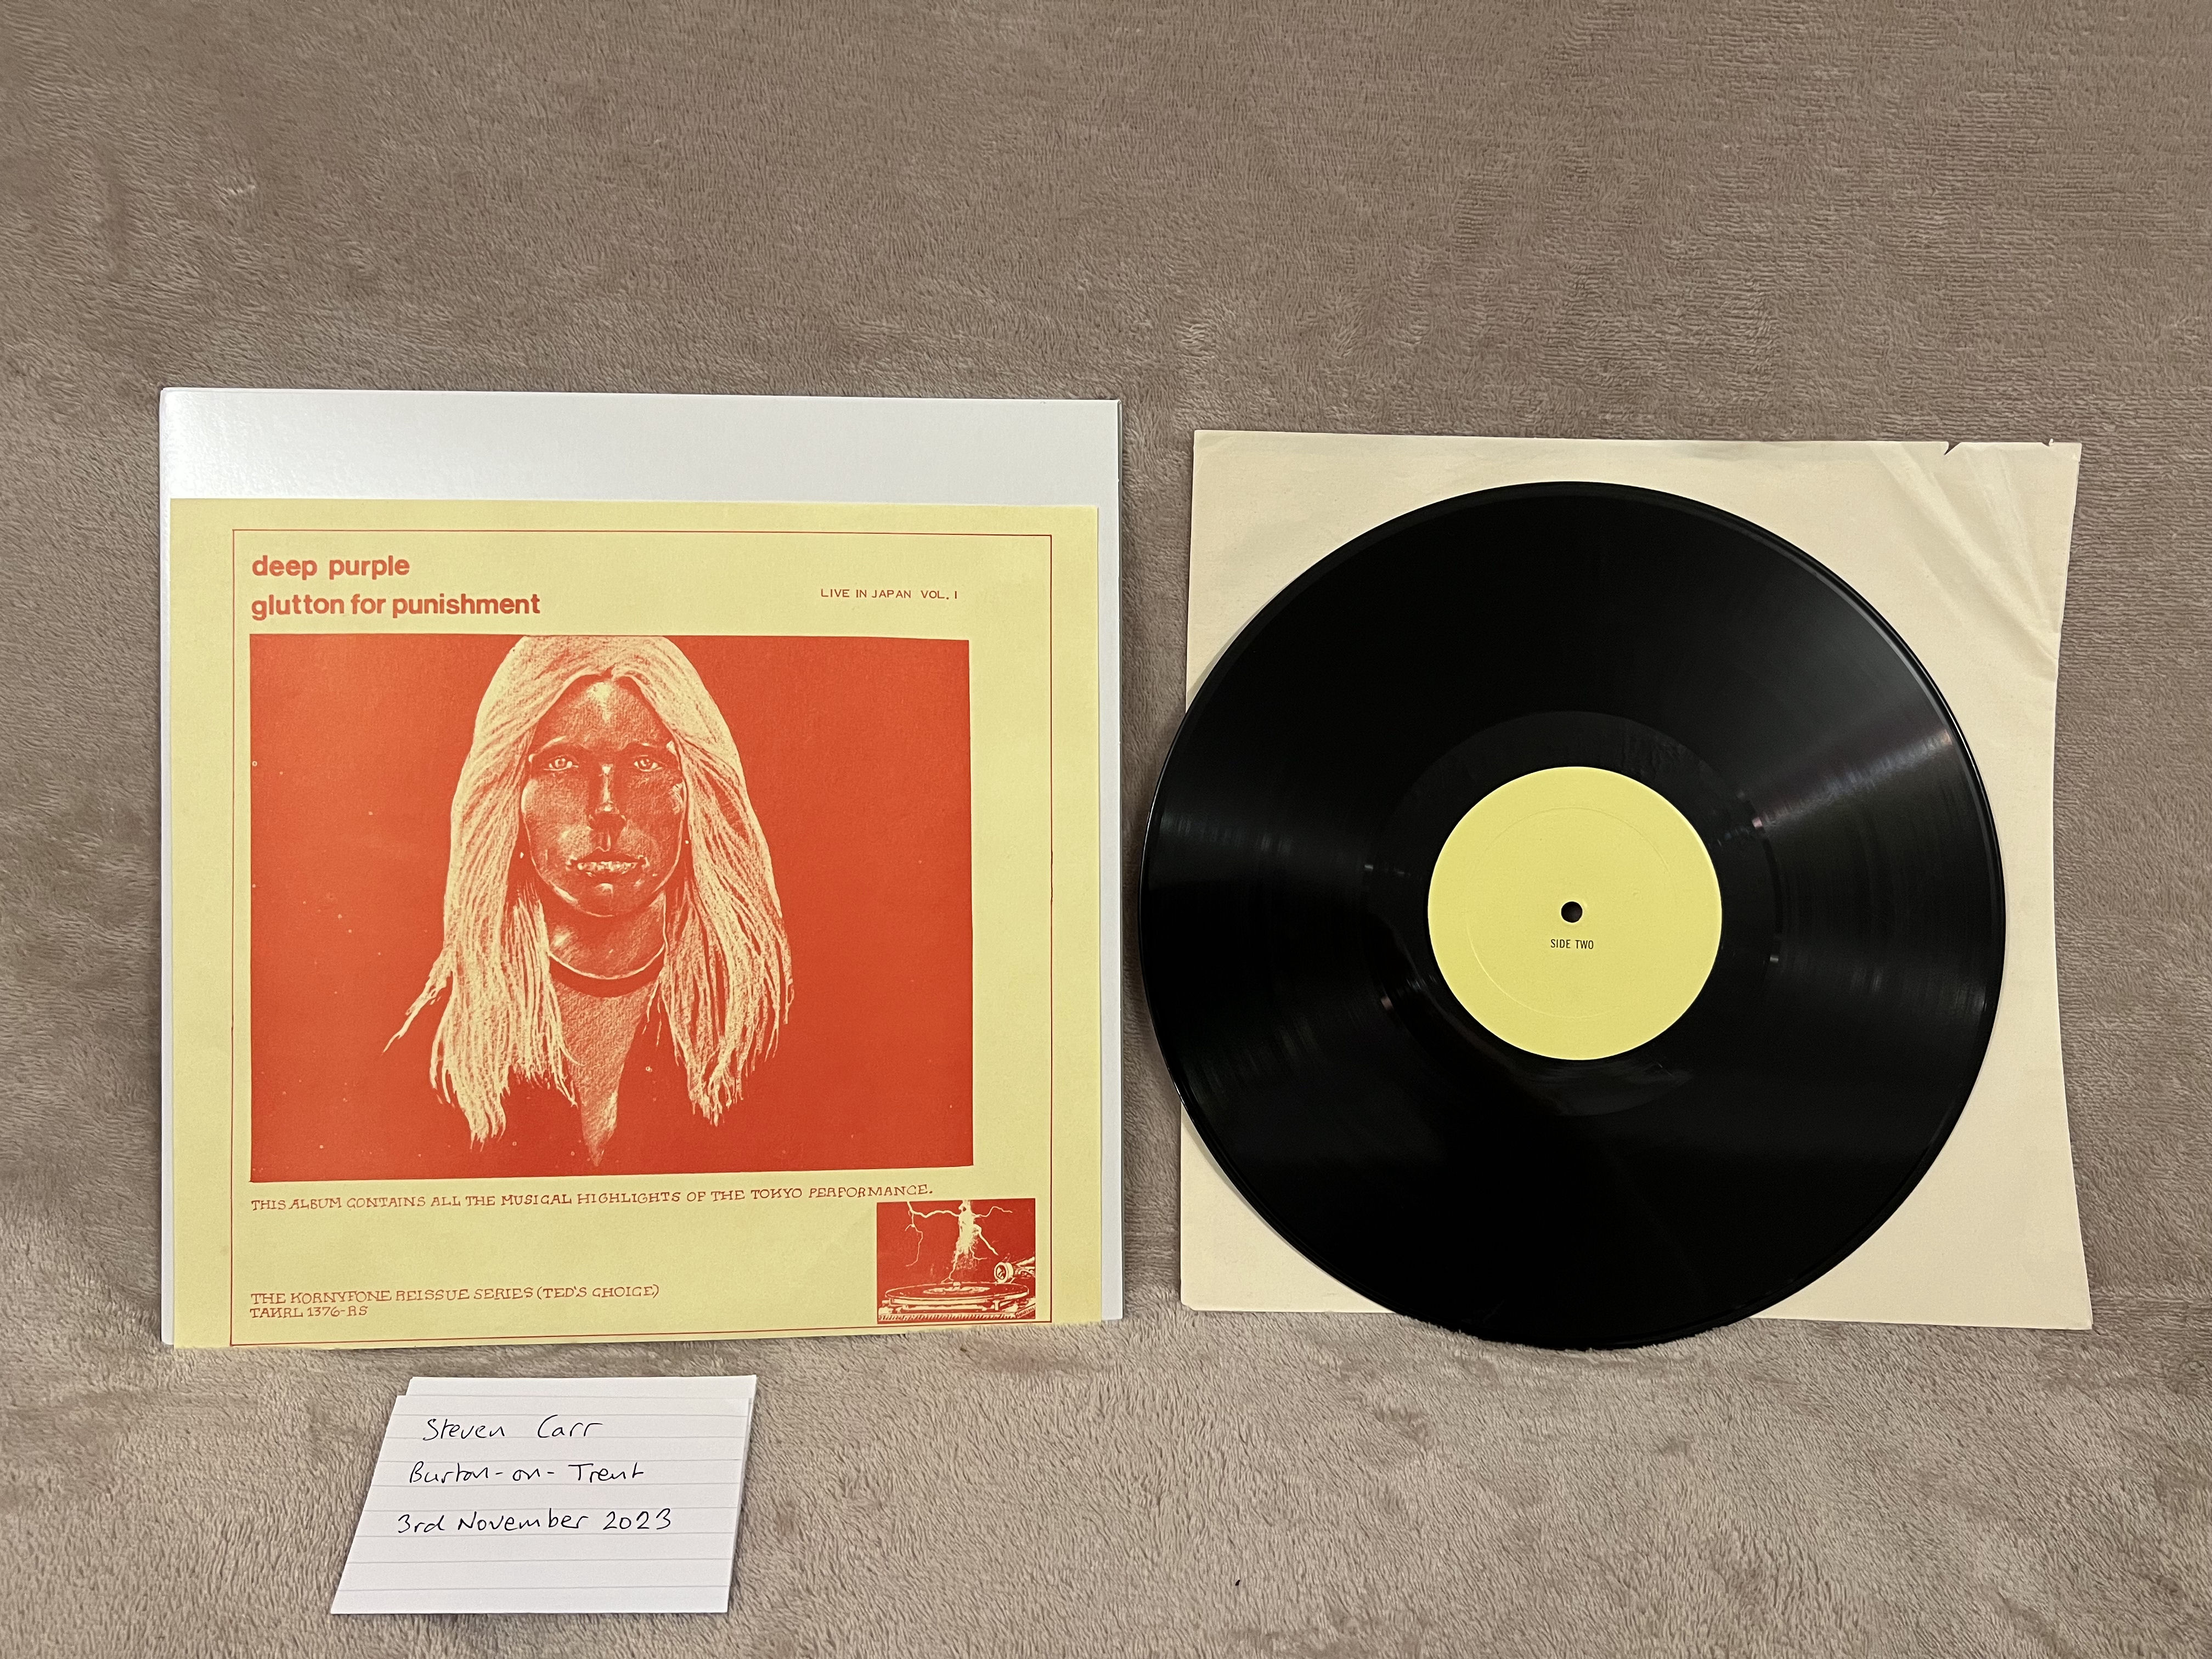 deep purple
glutton for punishment
LIVE IN JAPAN VOL. I
THIS ALBUM CONTAINS ALL THE MUSICAL HIGHLIGHTS OF THE TOKYO PERFORMANCE.
THE KORNYFONE REISSUE SERIES (TED'S CHOICE)
TAKRL 1376-RS
SIDE TWO
Steven Carr
Burton-on-Trent
3rd November 2023